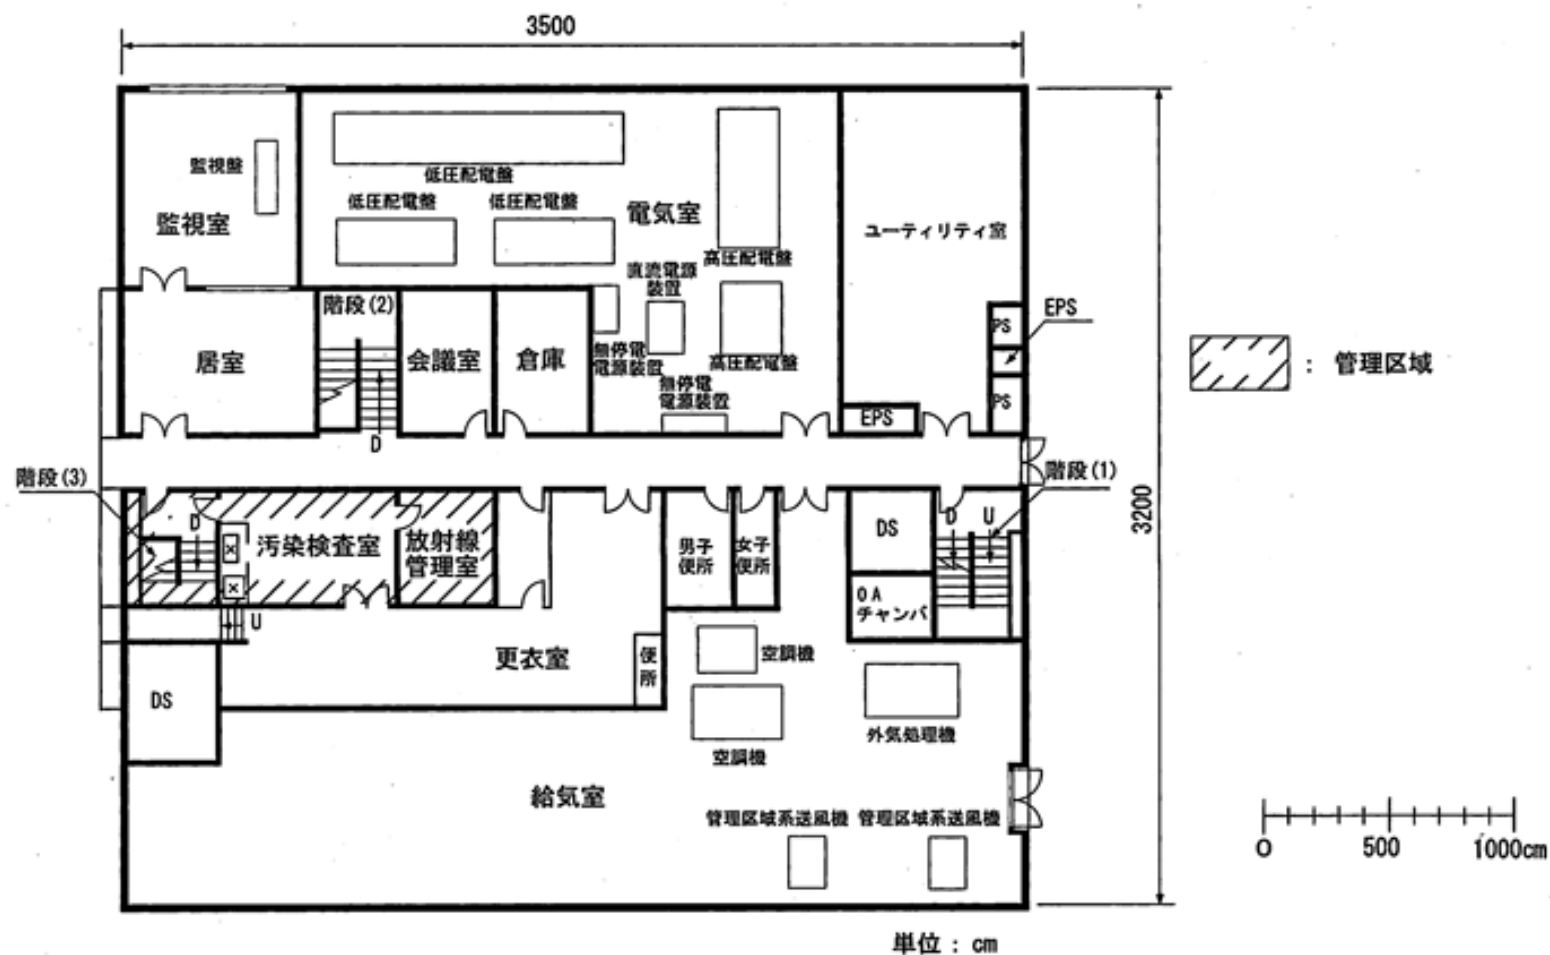 3500
監視盤
監視室
低圧配電盤
低圧配電盤
低圧配電盤
電気室
高圧配電盤
直流電源
装置
ユーティリティ室
階段(2)
PS
EPS
居室
会議室
倉庫
無停電
電源装置
高圧配電盤
無停電
電源装置
PS
EPS
D
: 管理区域
階段(3)
階段(1)
D
汚染検査室
放射線
管理室
男子
便所
女子
便所
DS
D
U
3200
OA
チャンバ
U
更衣室
便
所
空調機
DS
空調機
外気処理機
給気室
管理区域系送風機
管理区域系送風機
0
500
1000cm
単位 : cm